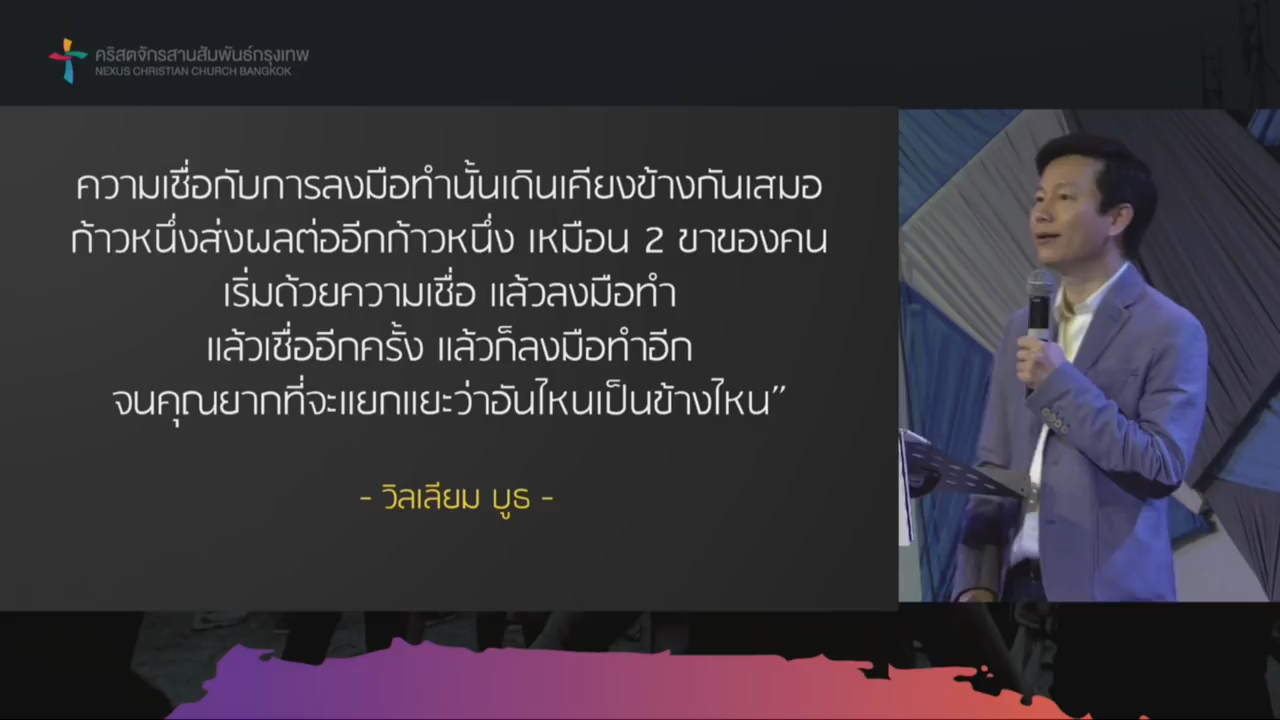 คริสตจักรสานสัมพันธ์กรุงเทพ
NEXUS CHRISTIAN CHURCH BANGKOK
ความเชื่อกับการลงมือทำนั้นเดินเคียงข้างกันเสมอ
ก้าวหนึ่งส่งผลต่ออีกก้าวหนึ่ง เหมือน 2 ขาของคน
เริ่มด้วยความเชื่อ แล้วลงมือทำ
แล้วเชื่ออีกครั้ง แล้วก็ลงมือทำอีก
จนคุณยากที่จะแยกแยะว่าอันไหนเป็นข้างไหน”
- วิลเลียม บูธ -